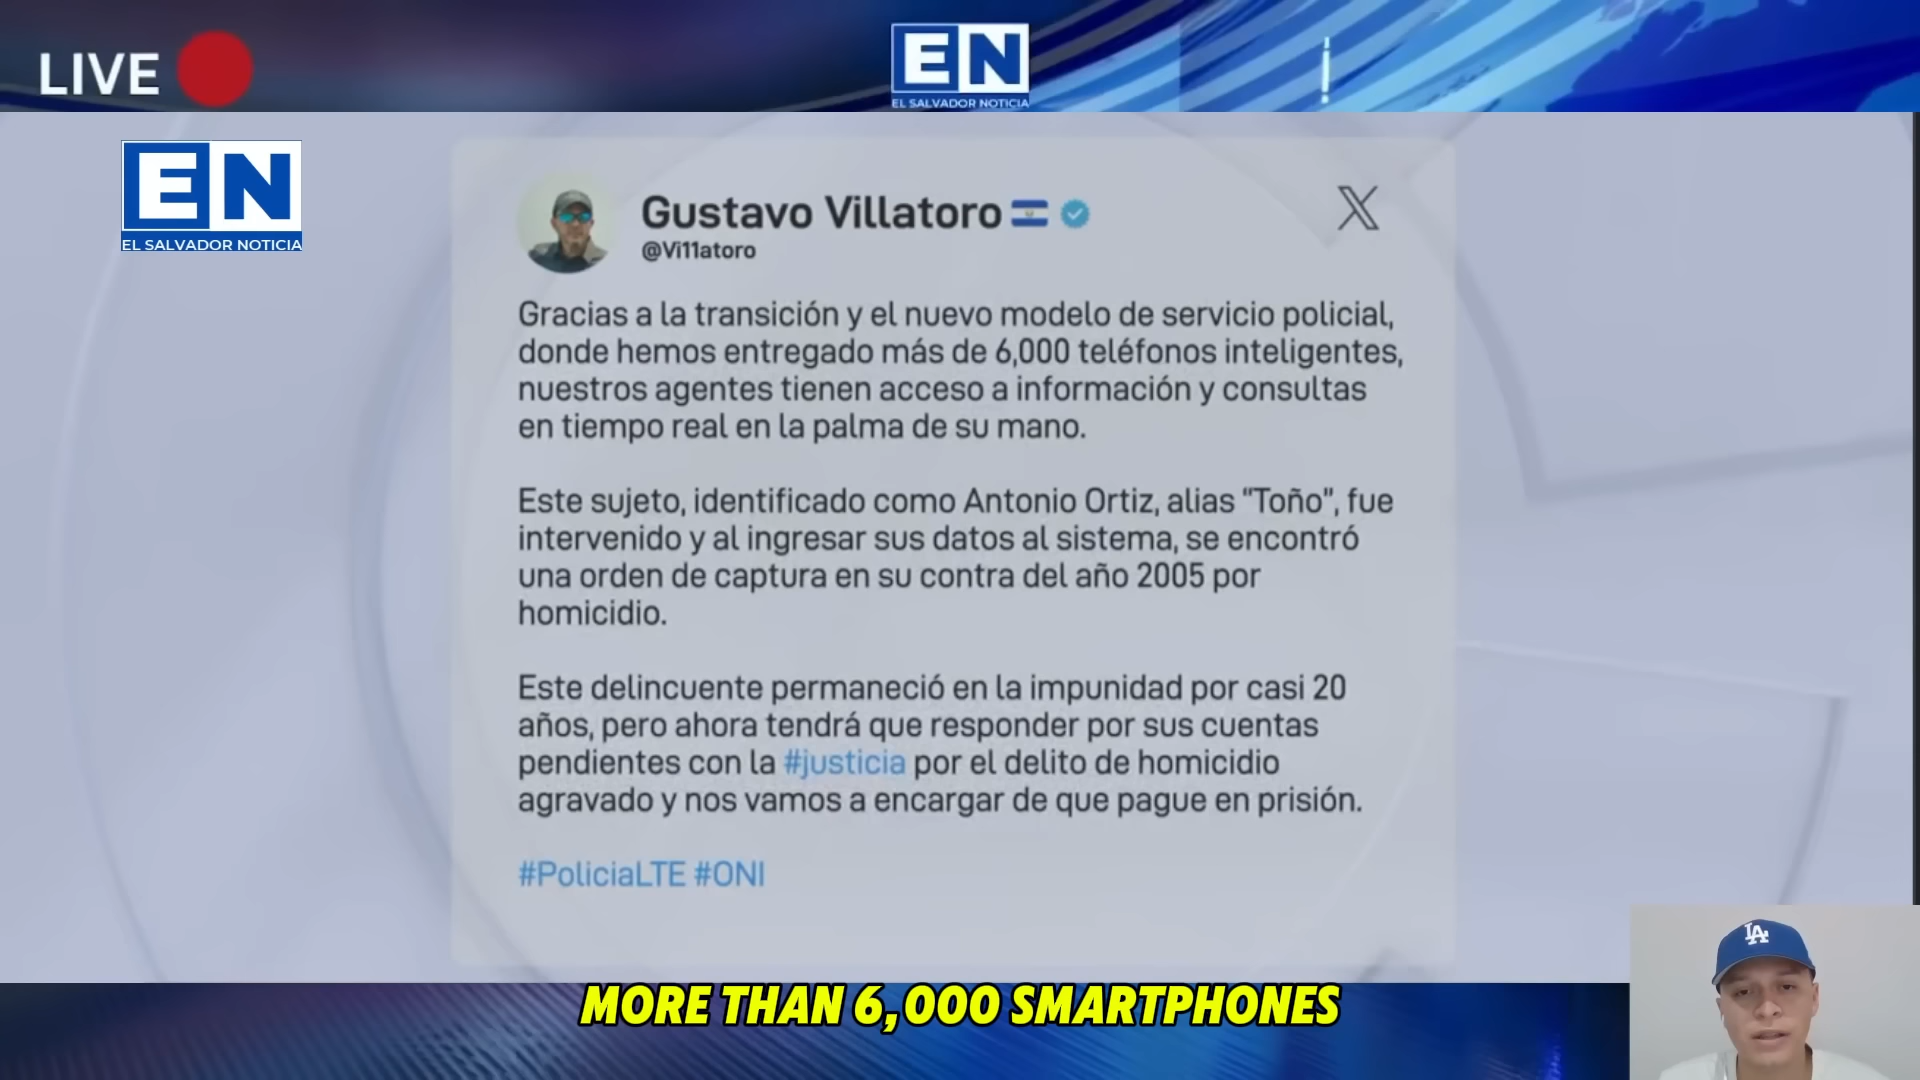 LIVE
EN
EL SALVADOR NOTICIA
EN
EL SALVADOR NOTICIA
Gustavo Villatoro
@Vi11atoro
X
Gracias a la transición y el nuevo modelo de servicio policial,
donde hemos entregado más de 6,000 teléfonos inteligentes,
nuestros agentes tienen acceso a información y consultas
en tiempo real en la palma de su mano.
Este sujeto, identificado como Antonio Ortiz, alias "Toño", fue
intervenido y al ingresar sus datos al sistema, se encontró
una orden de captura en su contra del año 2005 por
homicidio.
Este delincuente permaneció en la impunidad por casi 20
años, pero ahora tendrá que responder por sus cuentas
pendientes con la #justicia por el delito de homicidio
agravado y nos vamos a encargar de que pague en prisión.
#PoliciaLTE #ONI
MORE THAN 6,000 SMARTPHONES
LA